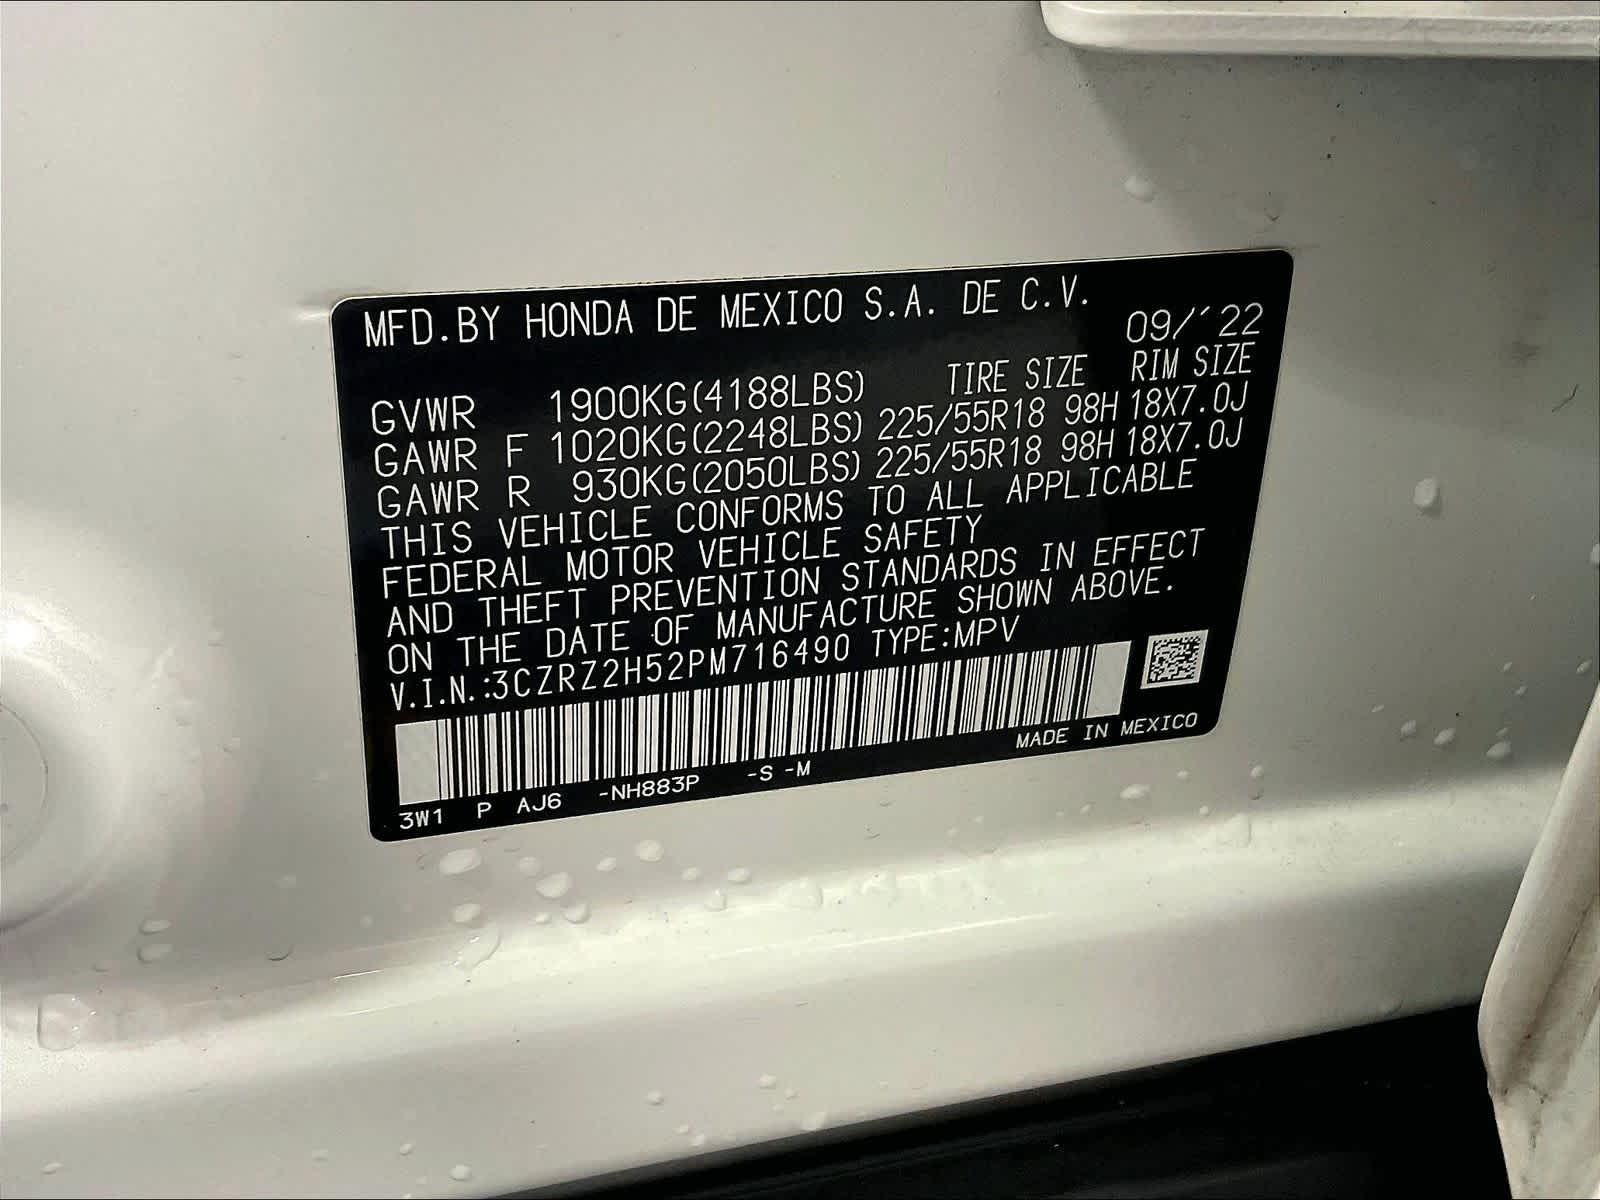 MFD.BY HONDA DE MEXICO S.A. DE C.V.
09/´22
TIRE SIZE RIM SIZE
GVWR 1900KG(4188LBS)
GAWR F 1020KG(2248LBS) 225/55R18 98H 18X7.0J
GAWR R 930KG(2050LBS) 225/55R18 98H 18X7.0J
THIS VEHICLE CONFORMS TO ALL APPLICABLE
FEDERAL MOTOR VEHICLE SAFETY
AND THEFT PREVENTION STANDARDS IN EFFECT
ON THE DATE OF MANUFACTURE SHOWN ABOVE.
V.I.N.:3CZRZ2H52PM716490 TYPE:MPV
MADE IN MEXICO
3W1 P AJ6 -NH883P -S -M